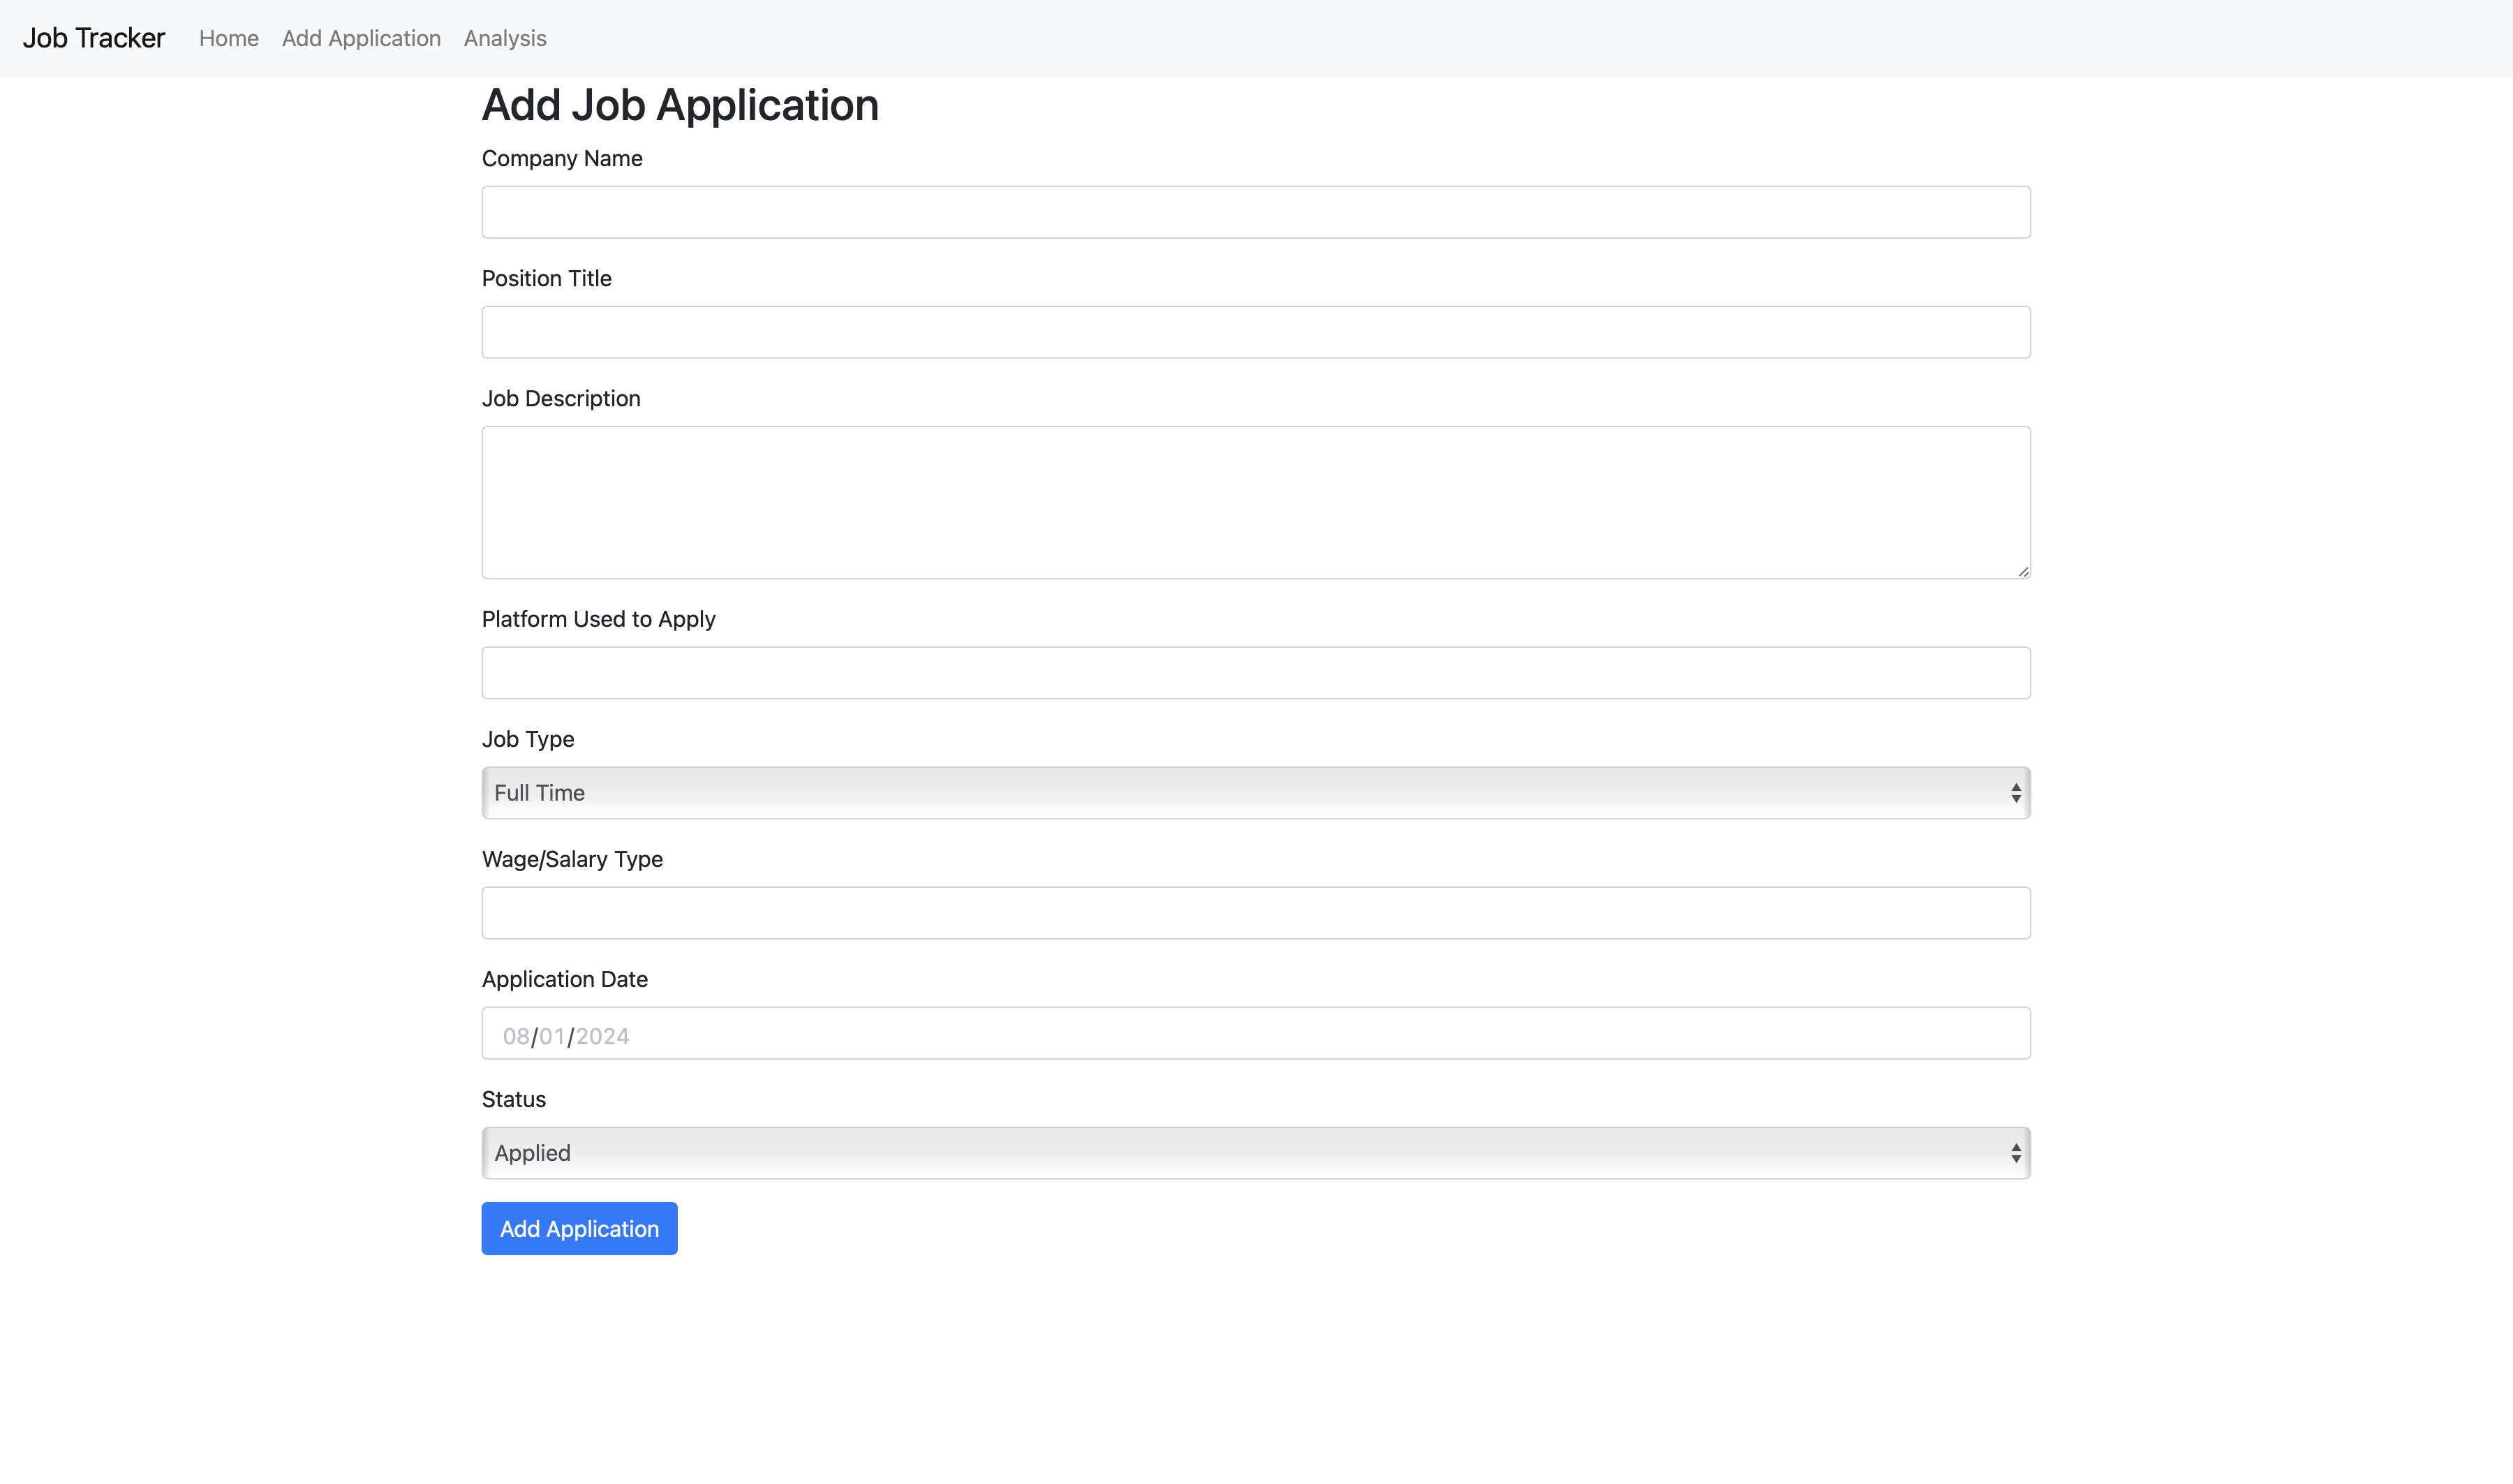 Job Tracker Home Add Application Analysis
Add Job Application
Company Name
Position Title
Job Description
Platform Used to Apply
Job Type
Full Time
Wage/Salary Type
Application Date
08/01/2024
Status
Applied
Add Application